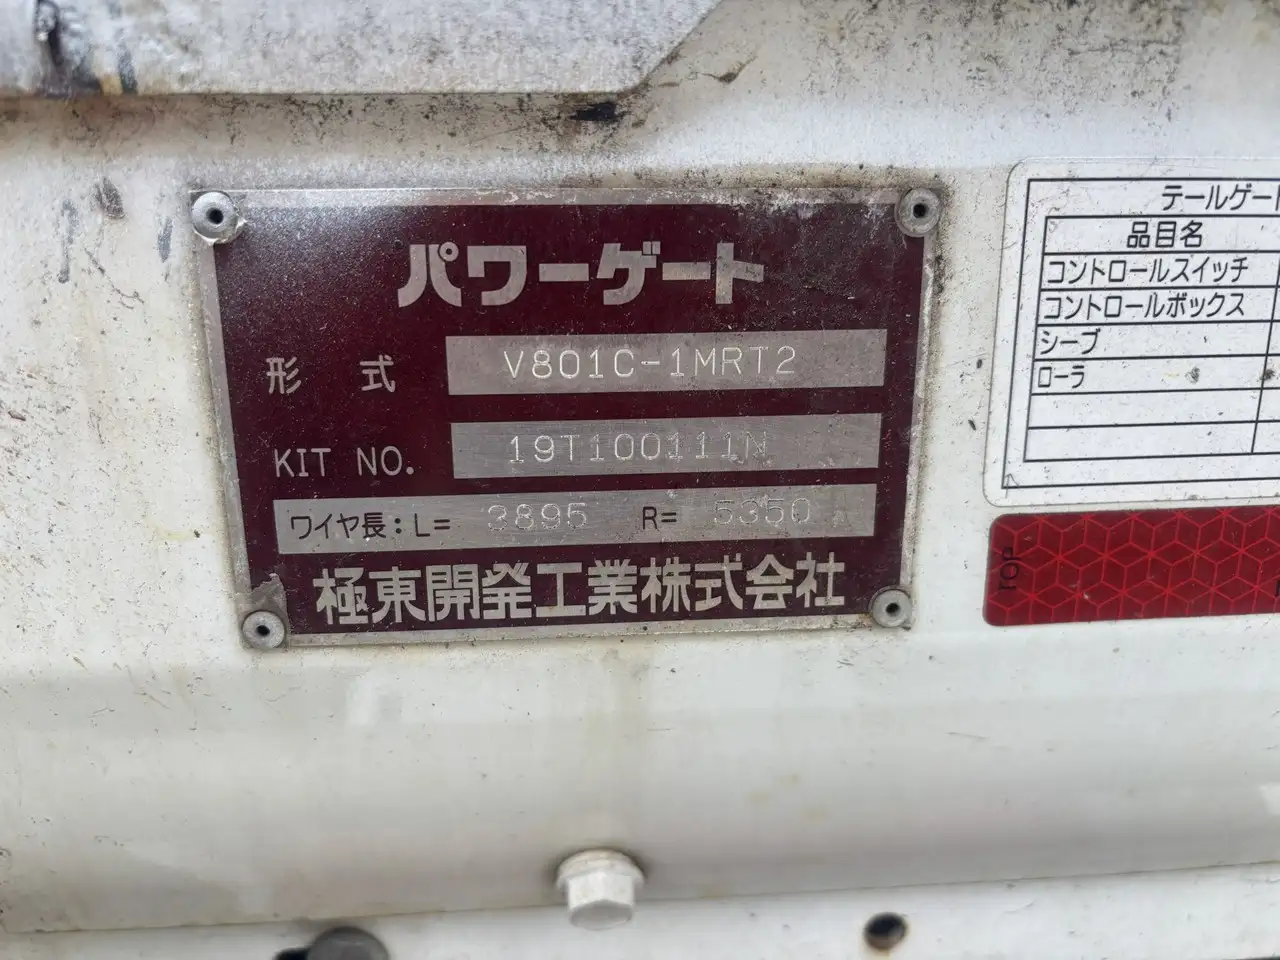 パワーゲート
形 式 V801C-1MRT2
KIT NO. 19T100111N
ワイヤ長:L= 3895 R= 5350
極東開発工業株式会社
テールゲート
品目名
コントロールスイッチ
コントロールボックス
シーブ
ローラ
TOP